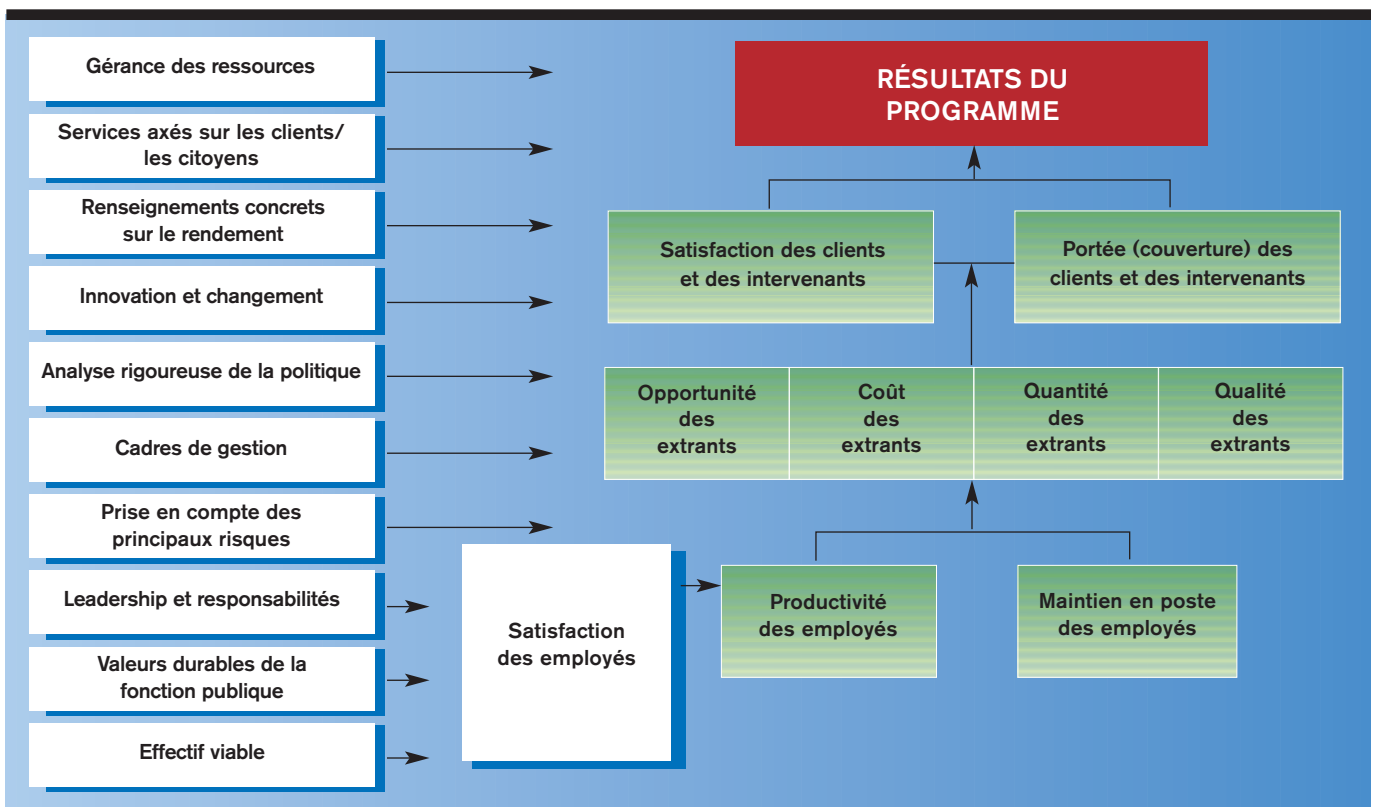 Gérance des ressources
Services axés sur les clients/
les citoyens
Renseignements concrets
sur le rendement
Innovation et changement
Analyse rigoureuse de la politique
Cadres de gestion
Prise en compte des
principaux risques
Leadership et responsabilités
Valeurs durables de la
fonction publique
Effectif viable
Satisfaction
des employés
RÉSULTATS DU
PROGRAMME
Satisfaction des clients
et des intervenants
Portée (couverture) des
clients et des intervenants
Opportunité
des
extrants
Coût
des
extrants
Quantité
des
extrants
Qualité
des
extrants
Productivité
des employés
Maintien en poste
des employés